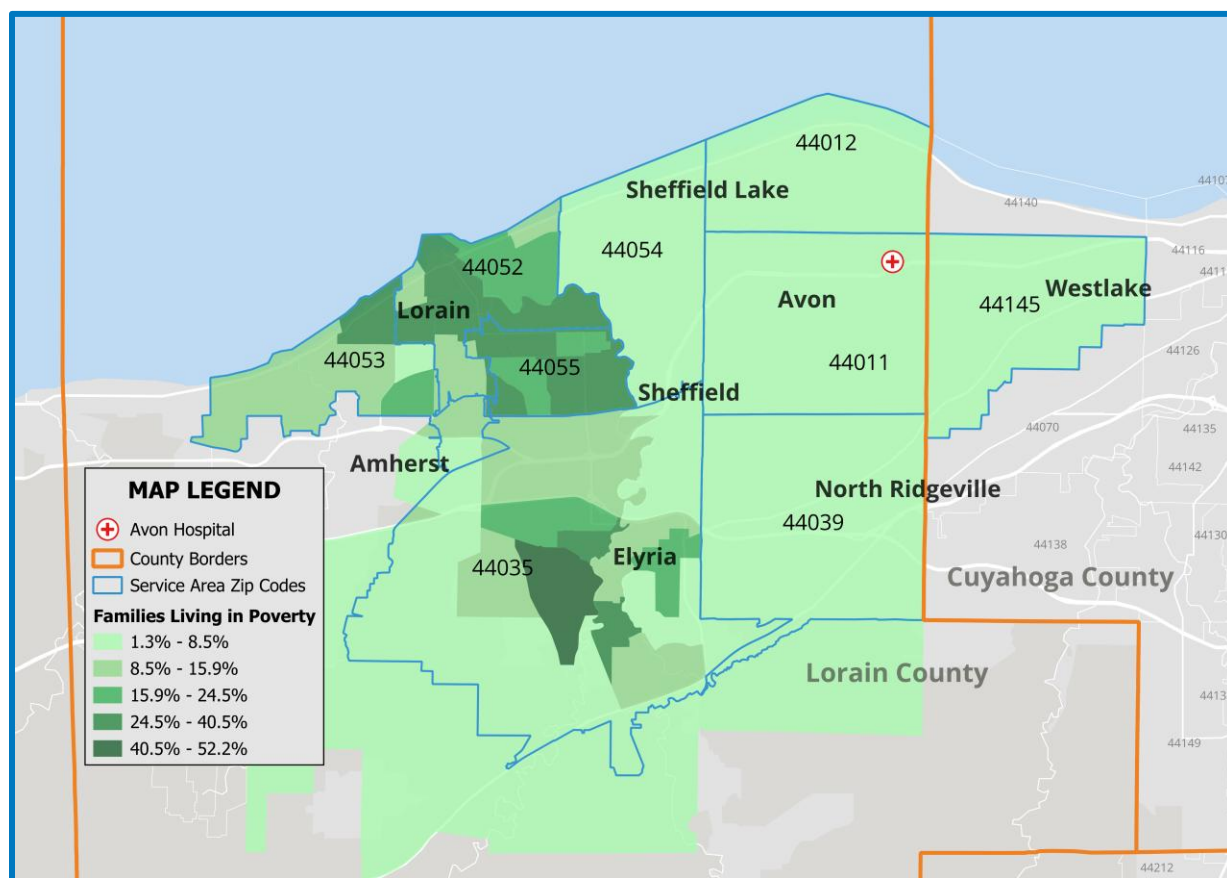 44012
44107
Sheffield Lake
44140
44052
44054
44116
Avon
44145
Westlake
Lorain
44053
44055
44011
44126
Sheffield
44070
44135
Amherst
44142
North Ridgeville
44039
44130
44138
Elyria
44035
Cuyahoga County
Lorain County
44149
44212
MAP LEGEND
Avon Hospital
County Borders
Service Area Zip Codes
Families Living in Poverty
1.3% - 8.5%
8.5% - 15.9%
15.9% - 24.5%
24.5% - 40.5%
40.5% - 52.2%